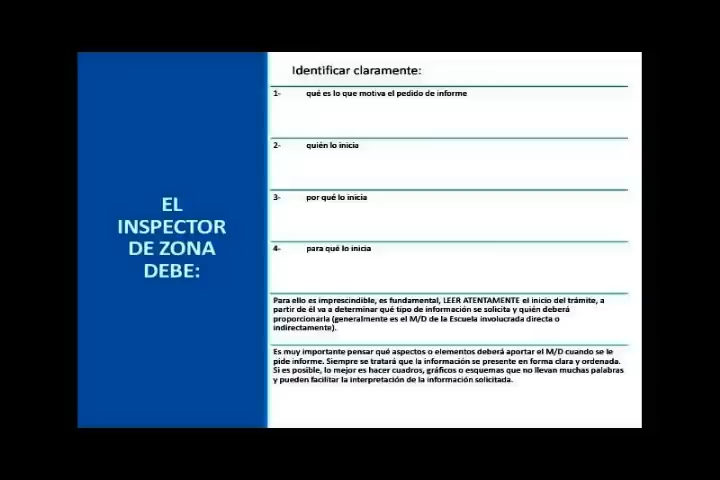 EL
INSPECTOR
DE ZONA
DEBE:
Identificar claramente:
1- qué es lo que motiva el pedido de informe
2- quién lo inicia
3- por qué lo inicia
4- para qué lo inicia
Para ello es imprescindible, es fundamental, LEER ATENTAMENTE el inicio del trámite, a
partir de él va a determinar qué tipo de información se solicita y quién deberá
proporcionarla (generalmente es el M/D de la Escuela involucrada directa o
indirectamente).
Es muy importante pensar qué aspectos o elementos deberá aportar el M/D cuando se le
pide informe. Siempre se tratará que la información se presente en forma clara y ordenada.
Si es posible, lo mejor es hacer cuadros, gráficos o esquemas que no llevan muchas palabras
y pueden facilitar la interpretación de la información solicitada.